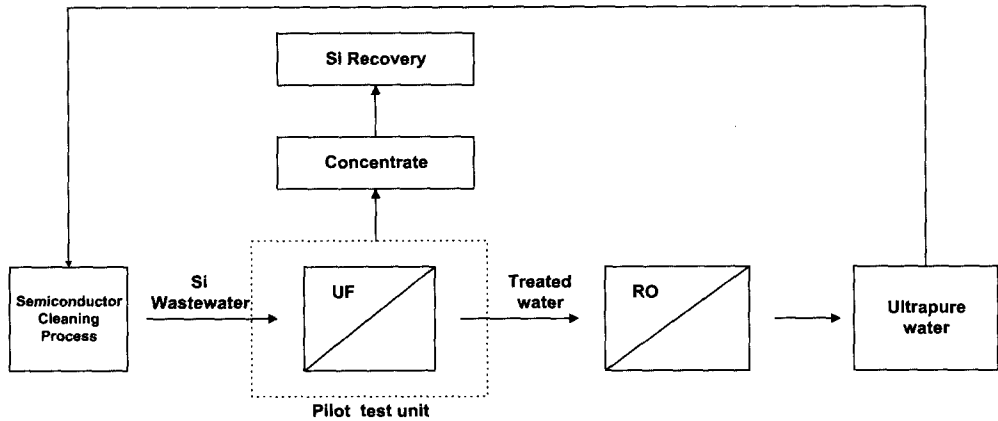 Si Recovery
Concentrate
Semiconductor
Cleaning
Process
Si
Wastewater
UF
Treated
water
RO
Ultrapure
water
Pilot test unit